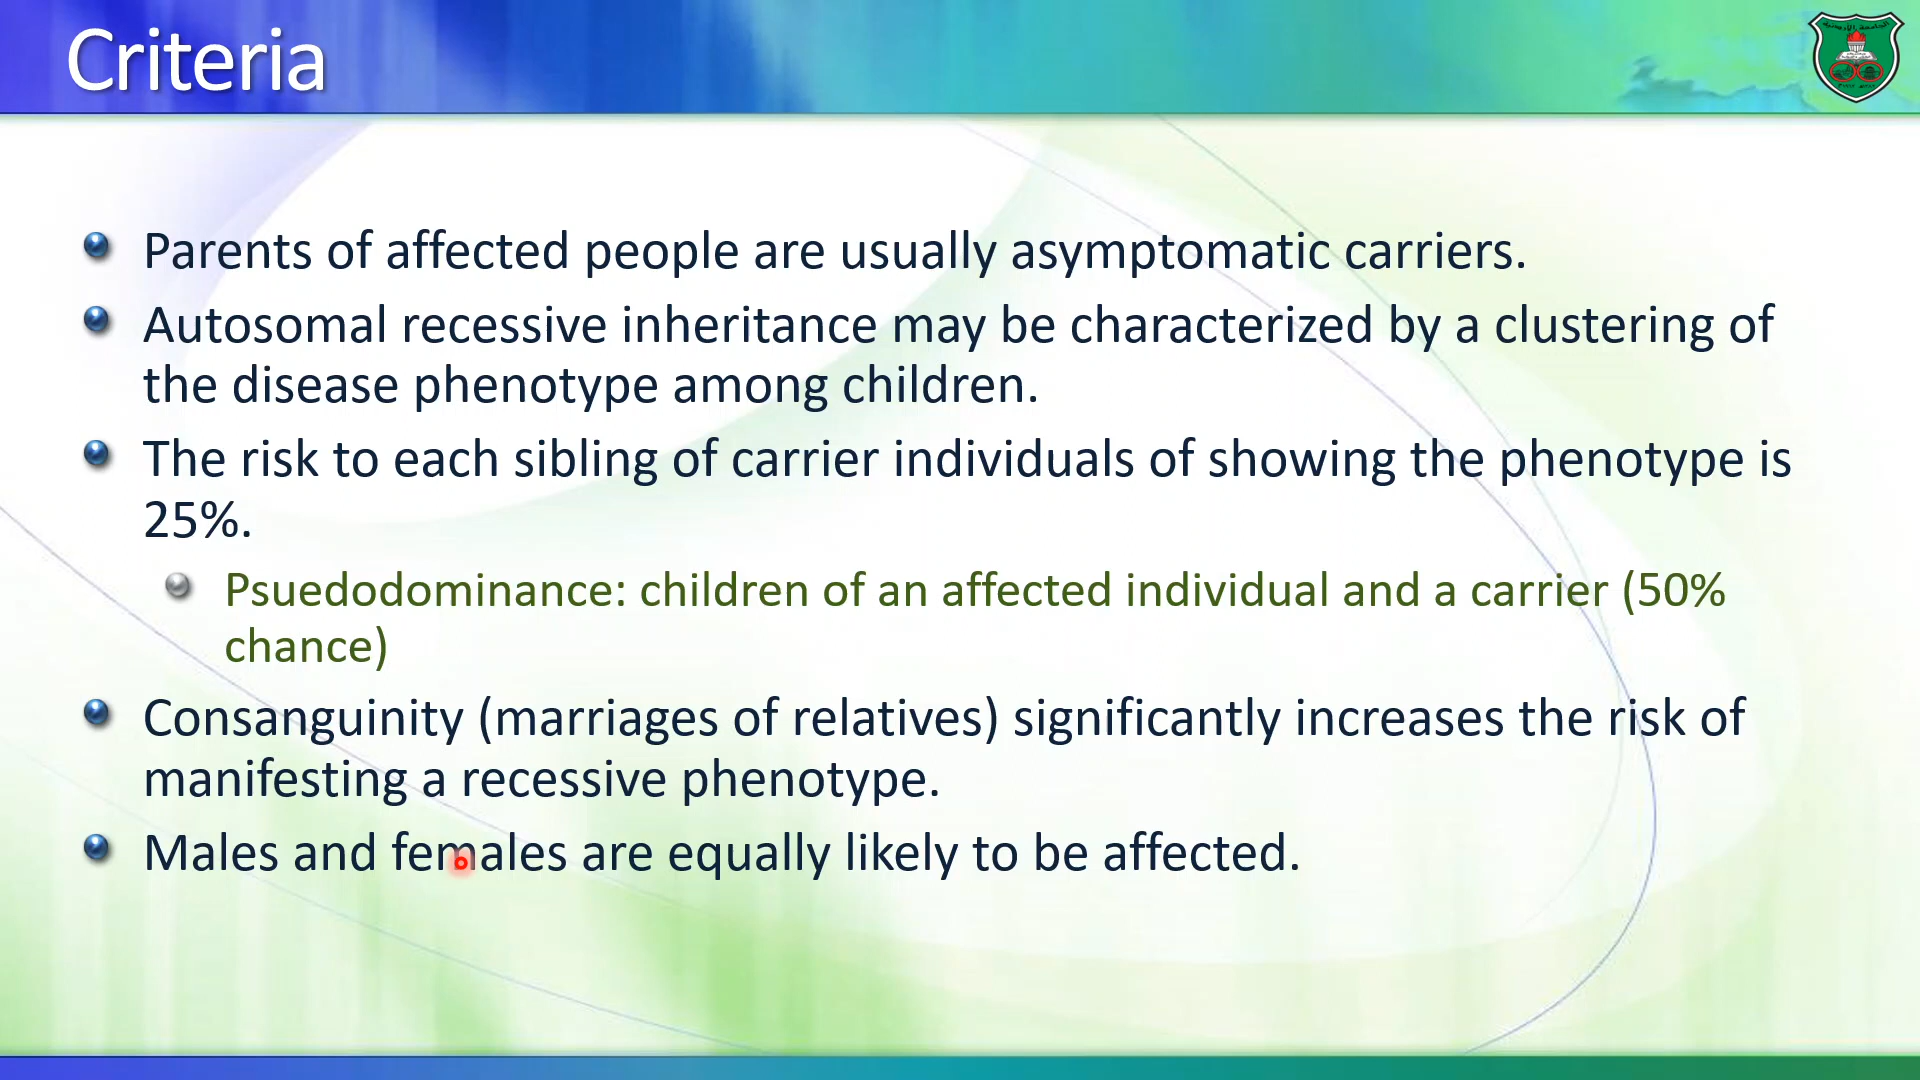 Criteria
Parents of affected people are usually asymptomatic carriers.
Autosomal recessive inheritance may be characterized by a clustering of
the disease phenotype among children.
The risk to each sibling of carrier individuals of showing the phenotype is
25%.
Psuedodominance: children of an affected individual and a carrier (50%
chance)
Consanguinity (marriages of relatives) significantly increases the risk of
manifesting a recessive phenotype.
Males and females are equally likely to be affected.